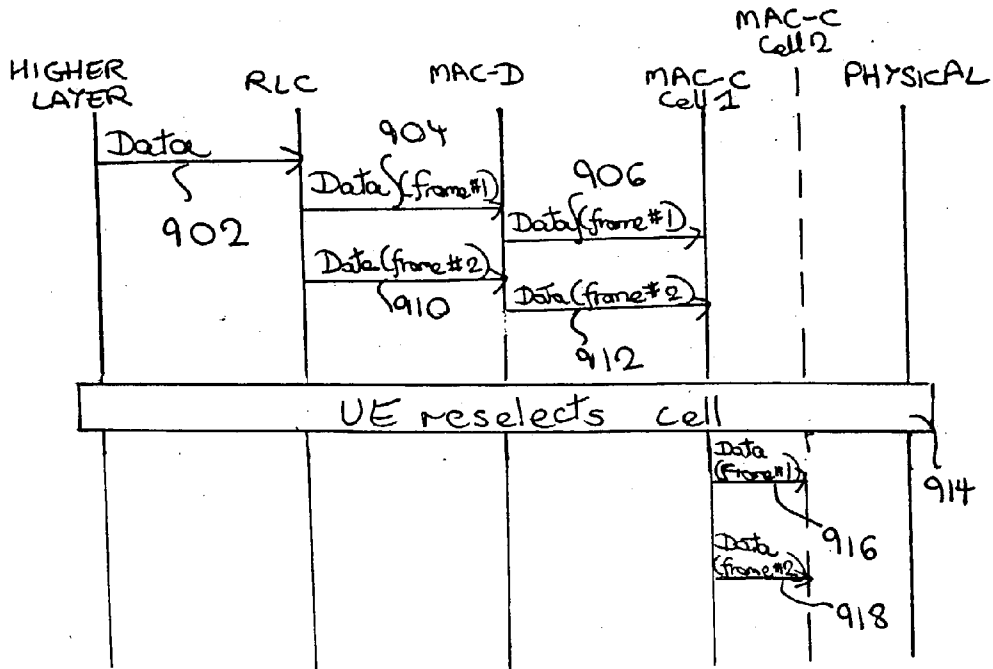 HIGHER
LAYER
RLC
MAC-D
MAC-C
Cell 1
MAC-C
Cell 2
PHYSICAL
Data
902
904
Data (frame #1)
906
Data (frame #1)
Data (frame #2)
910
Data (frame # 2)
912
UE reselects cell
914
Data
(Frame #1)
916
Data
(frame #2)
918